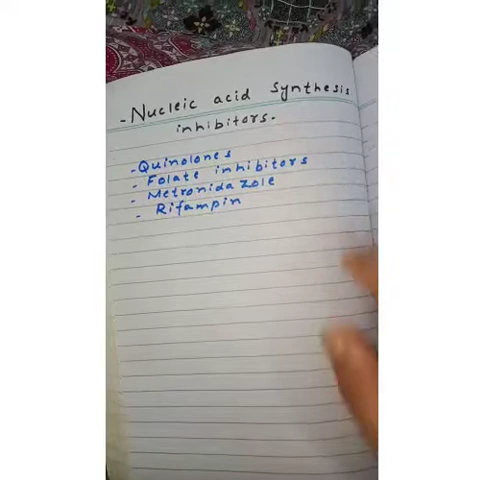 - Nucleic acid synthesis
inhibitors -
- Quinolones
- Folate inhibitors
- Metronidazole
- Rifampin